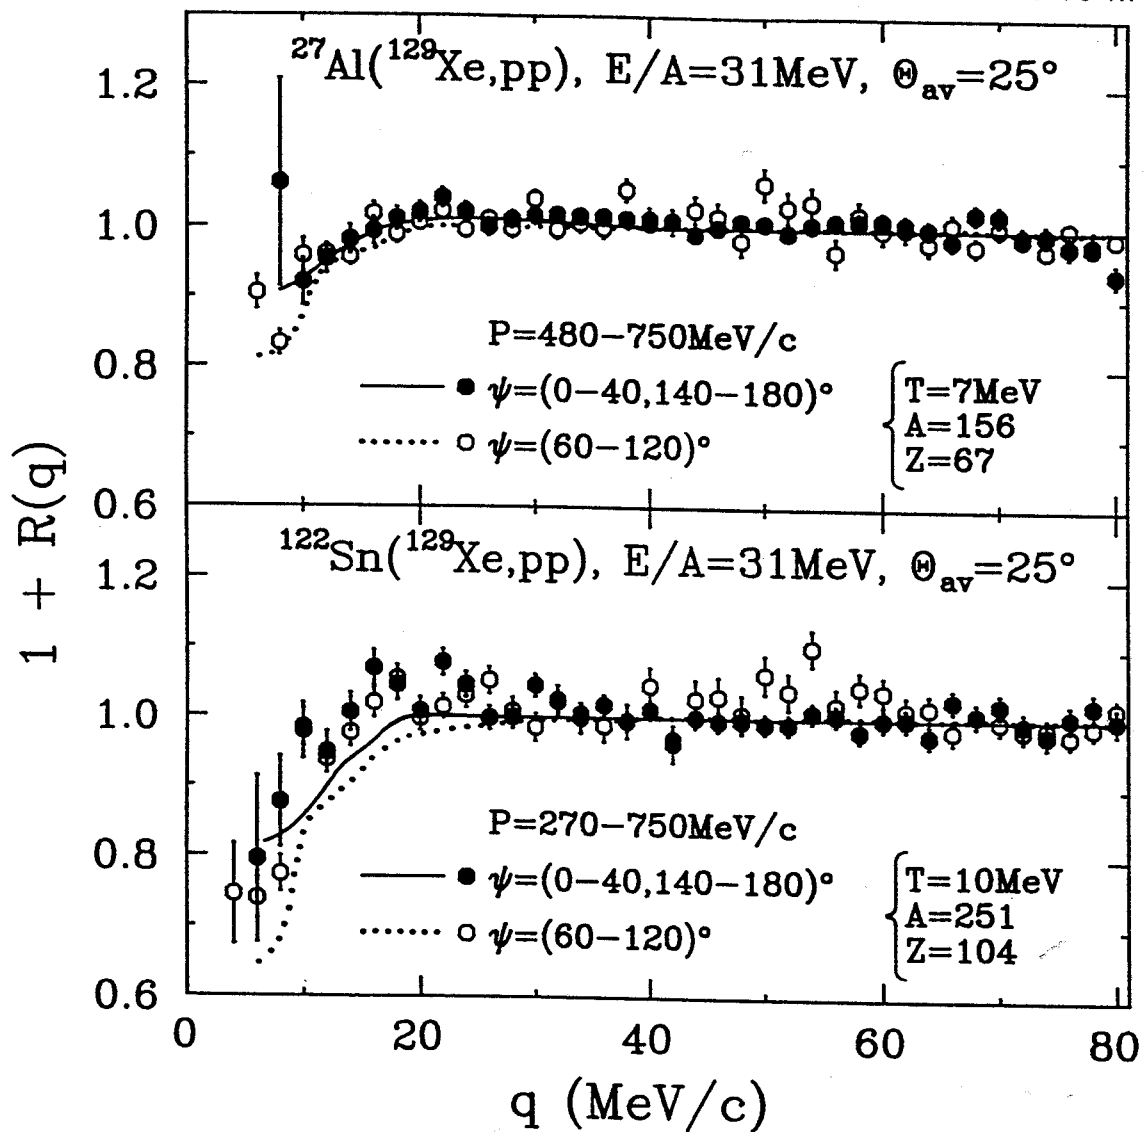 ²⁷Al(¹²⁹Xe,pp), E/A=31MeV, Θav=25°
1.2
1.0
0.8
0.6
P=480−750MeV/c
ψ=(0−40,140−180)°
ψ=(60−120)°
T=7MeV
A=156
Z=67
1 + R(q)
¹²²Sn(¹²⁹Xe,pp), E/A=31MeV, Θav=25°
1.2
1.0
0.8
0.6
P=270−750MeV/c
ψ=(0−40,140−180)°
ψ=(60−120)°
T=10MeV
A=251
Z=104
0 20 40 60 80
q (MeV/c)